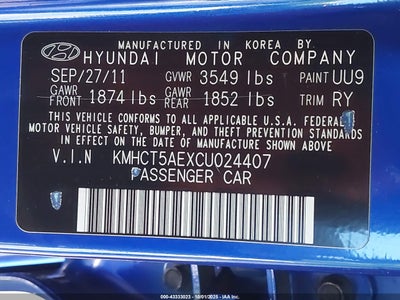 MANUFACTURED IN KOREA BY
HYUNDAI MOTOR COMPANY
SEP/27/11 GVWR 3549 lbs PAINT UU9
GAWR FRONT 1874 lbs GAWR REAR 1852 lbs TRIM RY
THIS VEHICLE CONFORMS TO ALL APPLICABLE U.S.A. FEDERAL
MOTOR VEHICLE SAFETY, BUMPER, AND THEFT PREVENTION
STANDARDS IN EFFECT ON THE DATE OF MANUFACTURE SHOWN ABOVE.
V.I.N KMHCT5AEXCU024407
PASSENGER CAR
000-43333023 - 10/01/2025 - IAA Inc.